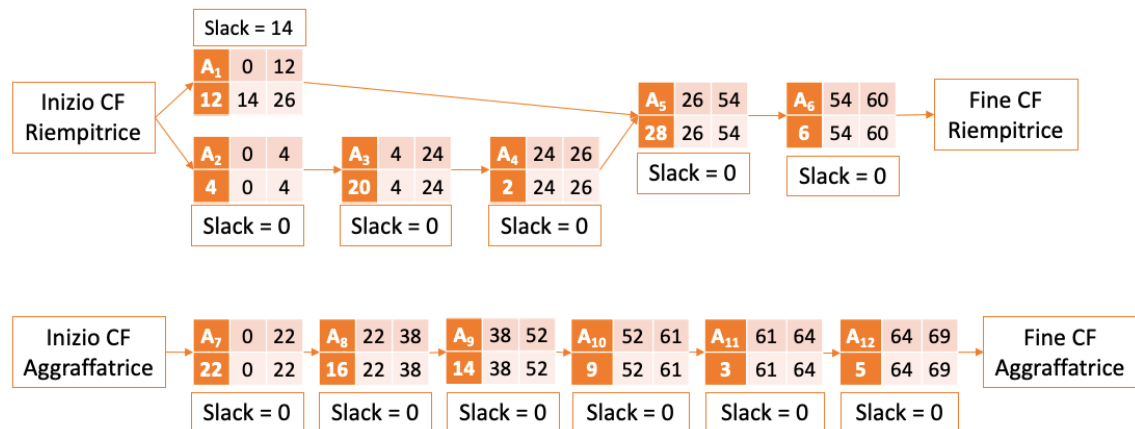 Slack = 14
A₁ 0 12
12 14 26
Inizio CF
Riempitrice
A₂ 0 4
4 0 4
Slack = 0
A₃ 4 24
20 4 24
Slack = 0
A₄ 24 26
2 24 26
Slack = 0
A₅ 26 54
28 26 54
Slack = 0
A₆ 54 60
6 54 60
Slack = 0
Fine CF
Riempitrice
Inizio CF
Aggraffatrice
A₇ 0 22
22 0 22
Slack = 0
A₈ 22 38
16 22 38
Slack = 0
A₉ 38 52
14 38 52
Slack = 0
A₁₀ 52 61
9 52 61
Slack = 0
A₁₁ 61 64
3 61 64
Slack = 0
A₁₂ 64 69
5 64 69
Slack = 0
Fine CF
Aggraffatrice